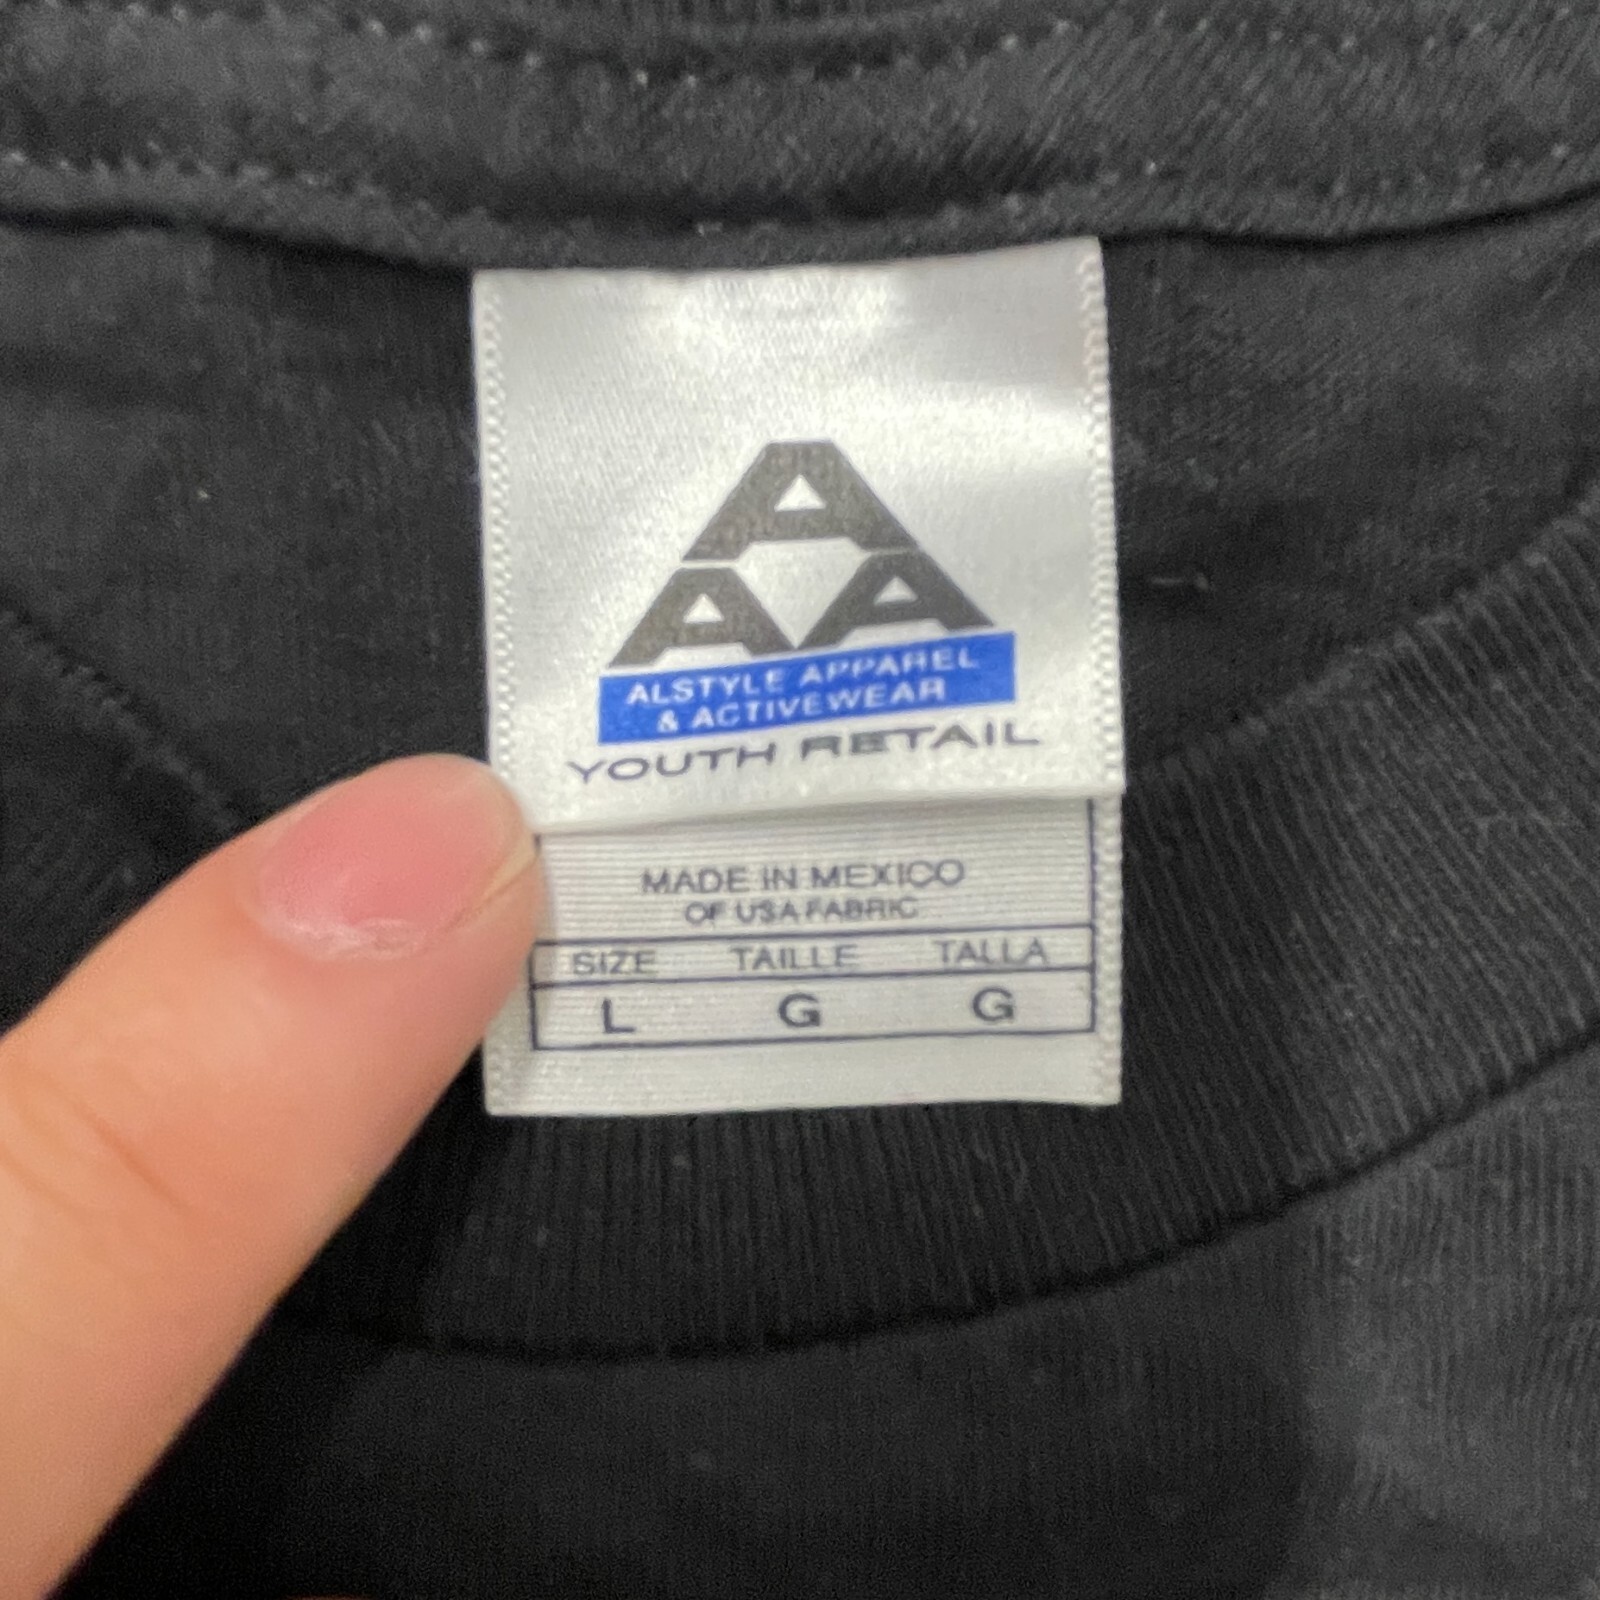 A
A A
ALSTYLE APPAREL
& ACTIVEWEAR
YOUTH RETAIL
MADE IN MEXICO
OF USA FABRIC
SIZE TAILLE TALLA
L G G